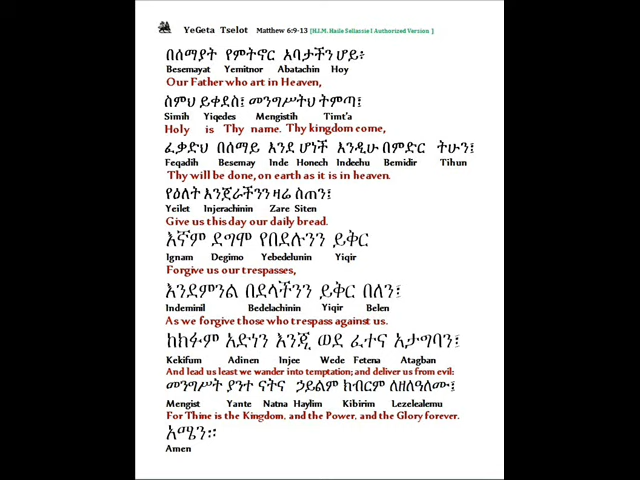 YeGeta Tselot Matthew 6:9-13 [H.I.M. Haile Sellassie I Authorized Version ]
በሰማያት የምትኖር አባታችን ሆይ፥
Besemayat Yemitnor Abatachin Hoy
Our Father who art in Heaven,
ስምህ ይቀደስ፤ መንግሥትህ ትምጣ፤
Simih Yiqedes Mengistih Timt'a
Holy is Thy name. Thy kingdom come,
ፈቃድህ በሰማይ እንደ ሆነች እንዲሁ በምድር ትሁን፤
Feqadih Besemay Inde Honech Indeehu Bemidir Tihun
Thy will be done, on earth as it is in heaven.
የዕለት እንጀራችንን ዛሬ ስጠን፤
Yeilet Injerachinin Zare Siten
Give us this day our daily bread.
እኛም ደግሞ የበደሉንን ይቅር
Ignam Degimo Yebedelunin Yiqir
Forgive us our trespasses,
እንደምንል በደላችንን ይቅር በለን፤
Indeminil Bedelachinin Yiqir Belen
As we forgive those who trespass against us.
ከክፉም አድነን እንጂ ወደ ፈተና አታግባን፤
Kekifum Adinen Injee Wede Fetena Atagban
And lead us least we wander into temptation; and deliver us from evil:
መንግሥት ያንተ ናትና ኃይልም ክብርም ለዘለዓለሙ፤
Mengist Yante Natna Haylim Kibirim Lezelealemu
For Thine is the Kingdom, and the Power, and the Glory forever.
አሜን።
Amen